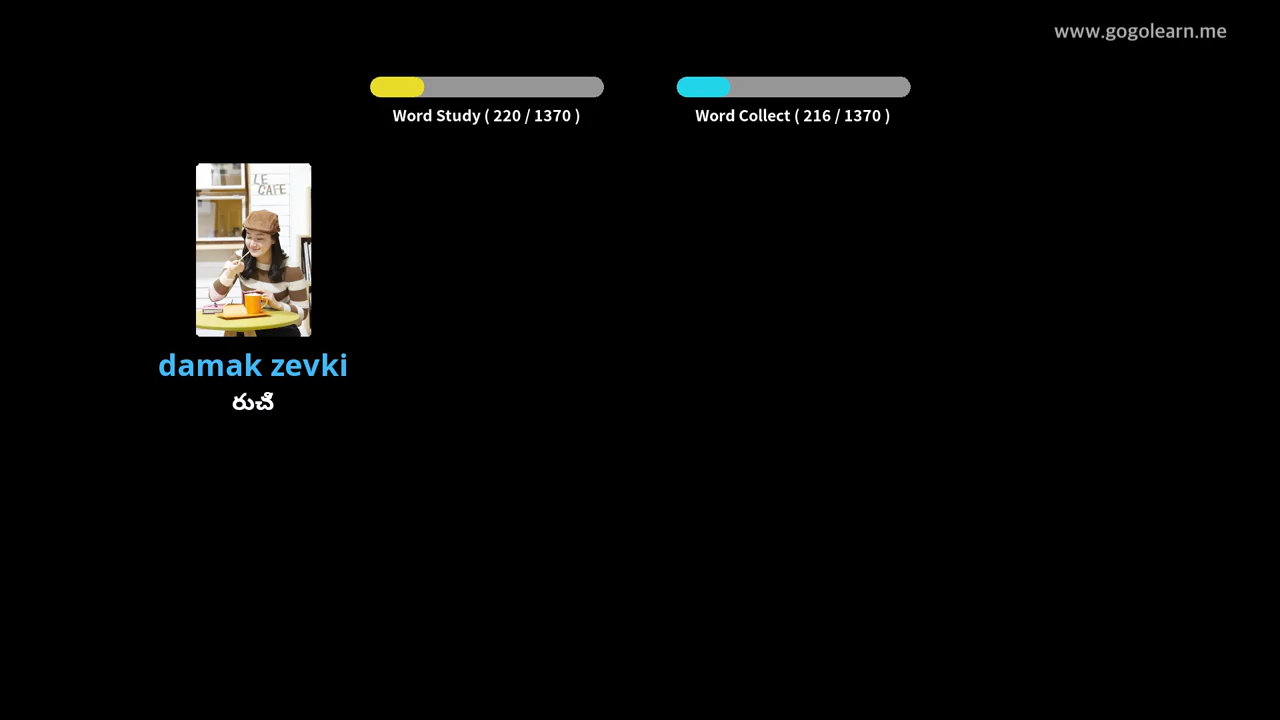 www.gogolearn.me
Word Study ( 220 / 1370 )
Word Collect ( 216 / 1370 )
LE
CAFE
damak zevki
రుచి